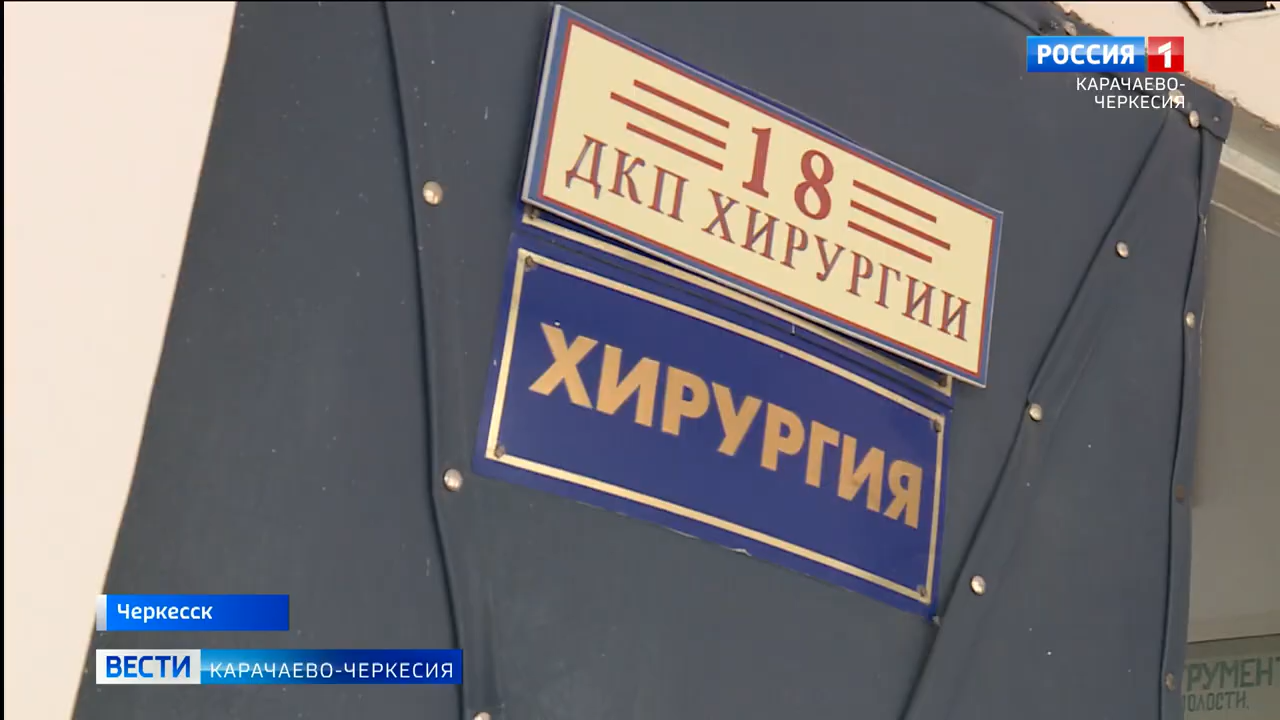 РОССИЯ 1
КАРАЧАЕВО-
ЧЕРКЕСИЯ
18
ДКП ХИРУРГИИ
ХИРУРГИЯ
Черкесск
ВЕСТИ КАРАЧАЕВО-ЧЕРКЕСИЯ